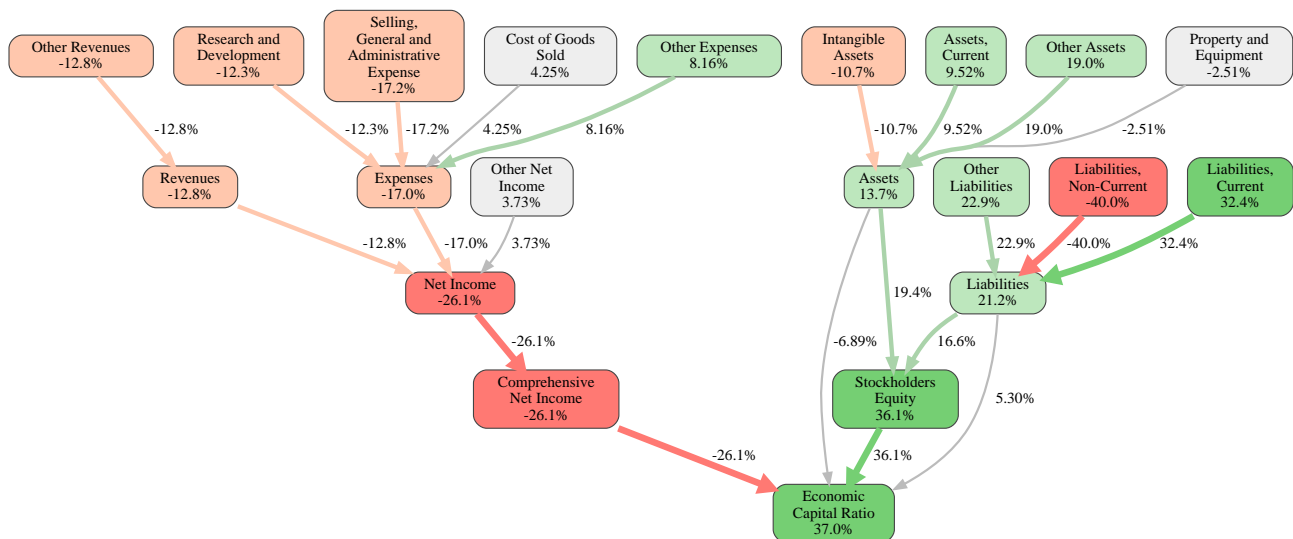 Other Revenues
-12.8%
Research and
Development
-12.3%
Selling,
General and
Administrative
Expense
-17.2%
Cost of Goods
Sold
4.25%
Other Expenses
8.16%
Intangible
Assets
-10.7%
Assets,
Current
9.52%
Other Assets
19.0%
Property and
Equipment
-2.51%
-12.8%
-12.3%
-17.2%
4.25%
8.16%
-10.7%
9.52%
19.0%
-2.51%
Revenues
-12.8%
Expenses
-17.0%
Other Net
Income
3.73%
Assets
13.7%
Other
Liabilities
22.9%
Liabilities,
Non-Current
-40.0%
Liabilities,
Current
32.4%
-12.8%
-17.0%
3.73%
22.9%
-40.0%
32.4%
Net Income
-26.1%
19.4%
Liabilities
21.2%
-26.1%
-6.89%
16.6%
Comprehensive
Net Income
-26.1%
Stockholders
Equity
36.1%
5.30%
-26.1%
36.1%
Economic
Capital Ratio
37.0%